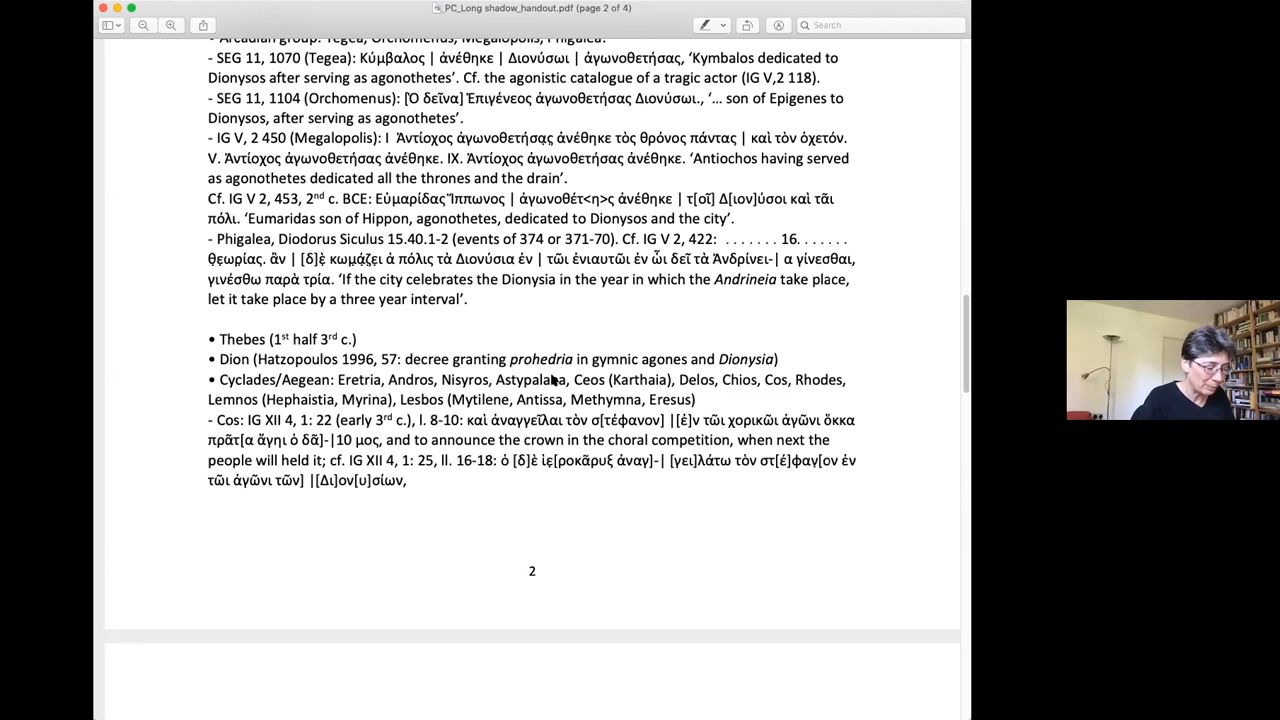 PC_Long shadow_handout.pdf (page 2 of 4)
Search
Arcadian group: Tegea, Orchomenus, Megalopolis, Phigalea.
- SEG 11, 1070 (Tegea): Κύμβαλος | ἀνέθηκε | Διονύσωι | ἀγωνοθετήσας, ‘Kymbalos dedicated to
Dionysos after serving as agonothetes’. Cf. the agonistic catalogue of a tragic actor (IG V,2 118).
- SEG 11, 1104 (Orchomenus): [Ὁ δεῖνα] Ἐπιγένεος ἀγωνοθετήσας Διονύσωι., ‘… son of Epigenes to
Dionysos, after serving as agonothetes’.
- IG V, 2 450 (Megalopolis): I Ἀντίοχος ἀγωνοθετήσας ἀνέθηκε τὸς θρόνος πάντας | καὶ τὸν ὀχετόν.
V. Ἀντίοχος ἀγωνοθετήσας ἀνέθηκε. IX. Ἀντίοχος ἀγωνοθετήσας ἀνέθηκε. ‘Antiochos having served
as agonothetes dedicated all the thrones and the drain’.
Cf. IG V 2, 453, 2nd c. BCE: Εὐμαρίδας Ἵππωνος | ἀγωνοθέτ<η>ς ἀνέθηκε | τ[οῖ] Δ[ιον]ύσοι καὶ τᾶι
πόλι. ‘Eumaridas son of Hippon, agonothetes, dedicated to Dionysos and the city’.
- Phigalea, Diodorus Siculus 15.40.1-2 (events of 374 or 371-70). Cf. IG V 2, 422: . . . . . . . 16. . . . . . .
θ̣ε̣ωρίας. ἂν | [δ]ὲ̣ κωμά̣ζ̣ει ἁ πόλις τὰ Διονύσια ἐν | τῶι ἐνιαυτῶι ἐν ὧι δεῖ τὰ Ἀνδρίνει-| α γίνεσθαι,
γινέσθω παρὰ τρία. ‘If the city celebrates the Dionysia in the year in which the Andrineia take place,
let it take place by a three year interval’.
• Thebes (1st half 3rd c.)
• Dion (Hatzopoulos 1996, 57: decree granting prohedria in gymnic agones and Dionysia)
• Cyclades/Aegean: Eretria, Andros, Nisyros, Astypalaea, Ceos (Karthaia), Delos, Chios, Cos, Rhodes,
Lemnos (Hephaistia, Myrina), Lesbos (Mytilene, Antissa, Methymna, Eresus)
- Cos: IG XII 4, 1: 22 (early 3rd c.), l. 8-10: καὶ ἀναγγεῖλαι τὸν σ[τέφανον] |[ἐ]ν τῶι χορικῶι ἀγῶνι ὅκκα
πρᾶτ[α ἄγηι ὁ δᾶ]-|10 μος, and to announce the crown in the choral competition, when next the
people will held it; cf. IG XII 4, 1: 25, ll. 16-18: ὁ [δ]ὲ ἱε̣[ροκᾶρυξ ἀναγ]-| [γει]λάτω τὸν στ[έ]φαν̣[ον ἐν
τῶι ἀγῶνι τῶν] |[Δι]ον[υ]σίων,
2